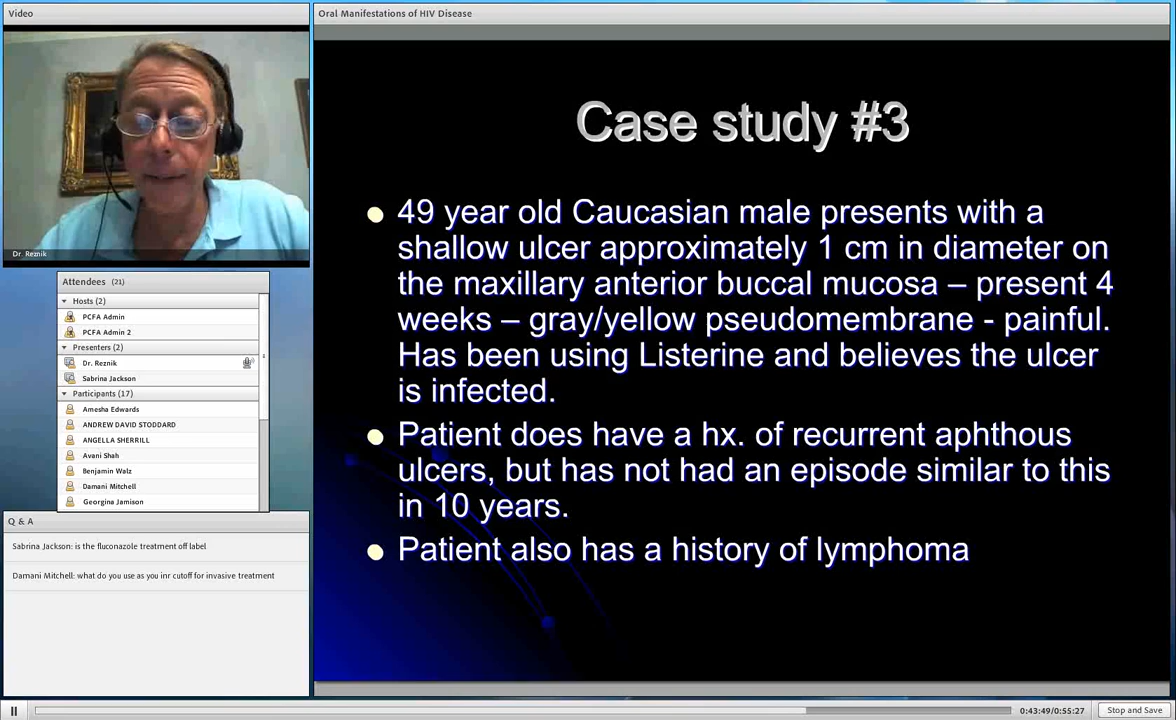 Video
Dr. Reznik
Attendees (21)
Hosts (2)
PCFA Admin
PCFA Admin 2
Presenters (2)
Dr. Reznik
Sabrina Jackson
Participants (17)
Amesha Edwards
ANDREW DAVID STODDARD
ANGELLA SHERRILL
Avani Shah
Benjamin Walz
Damani Mitchell
Georgina Jamison
Q & A
Sabrina Jackson: is the fluconazole treatment off label
Damani Mitchell: what do you use as you inr cutoff for invasive treatment
Oral Manifestations of HIV Disease
Case study #3
49 year old Caucasian male presents with a
shallow ulcer approximately 1 cm in diameter on
the maxillary anterior buccal mucosa – present 4
weeks – gray/yellow pseudomembrane - painful.
Has been using Listerine and believes the ulcer
is infected.
Patient does have a hx. of recurrent aphthous
ulcers, but has not had an episode similar to this
in 10 years.
Patient also has a history of lymphoma
0:43:49/0:55:27
Stop and Save